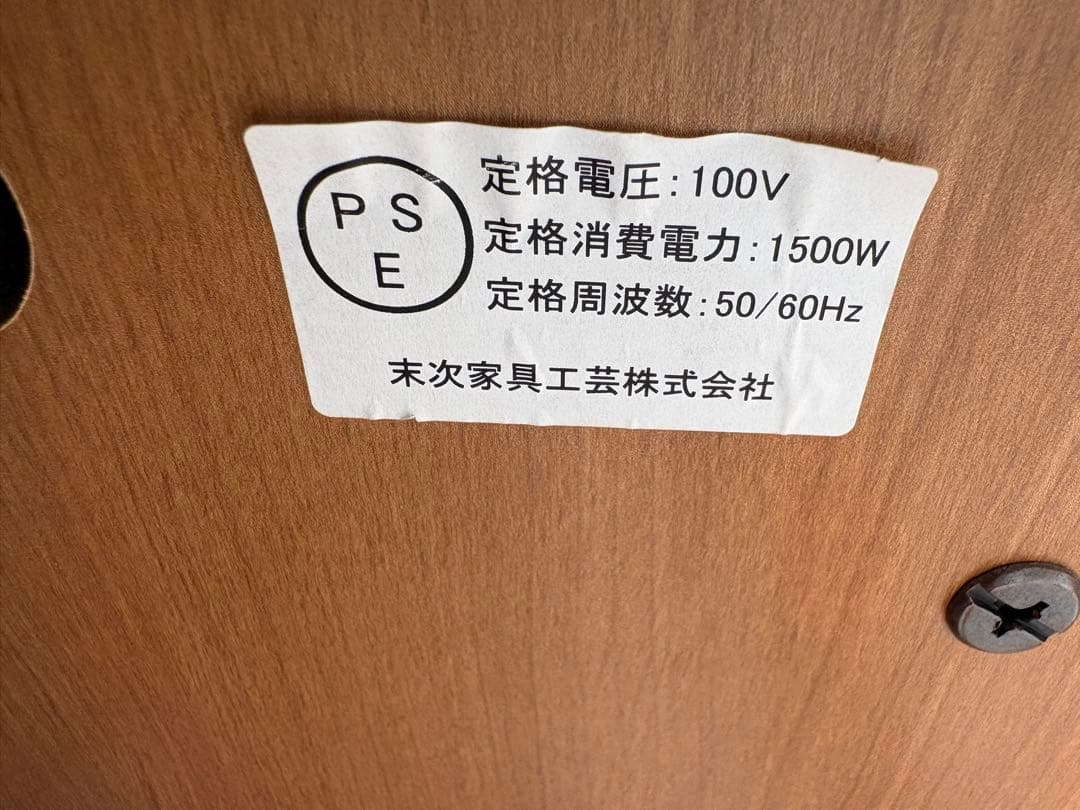 PS
E
定格電圧:100V
定格消費電力:1500W
定格周波数:50/60Hz
末次家具工芸株式会社